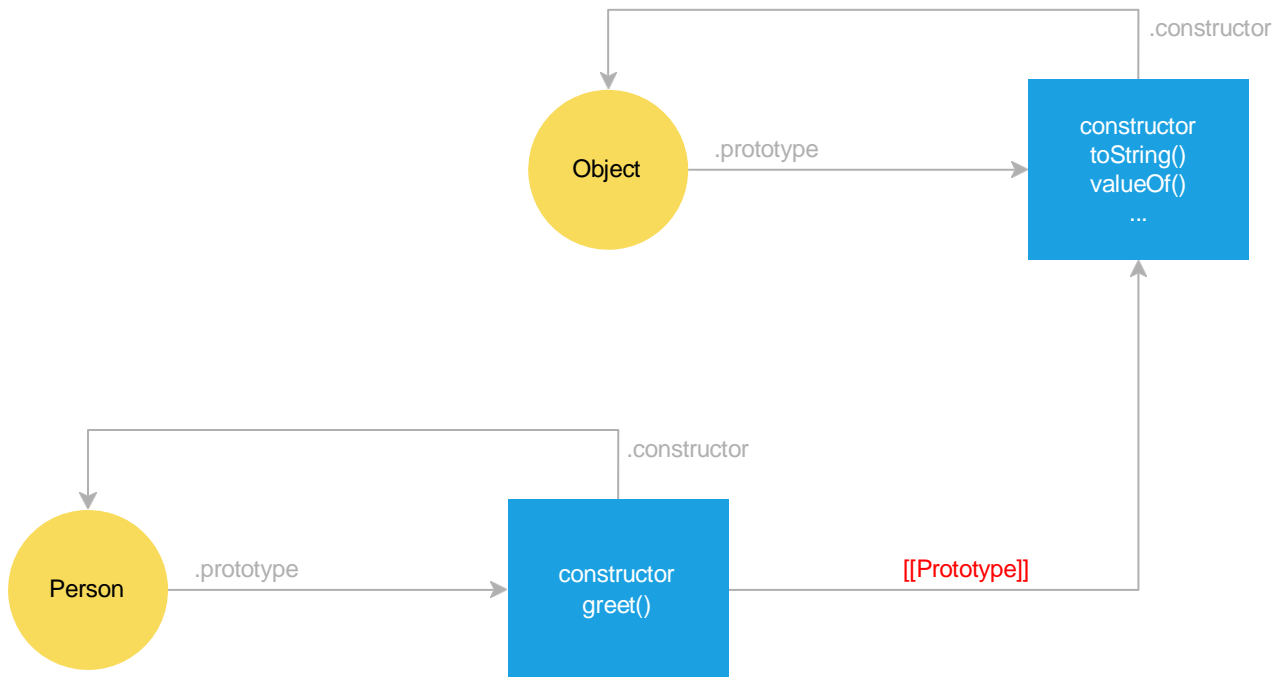 .constructor
Object
.prototype
constructor
toString()
valueOf()
...
.constructor
Person
.prototype
constructor
greet()
[[Prototype]]